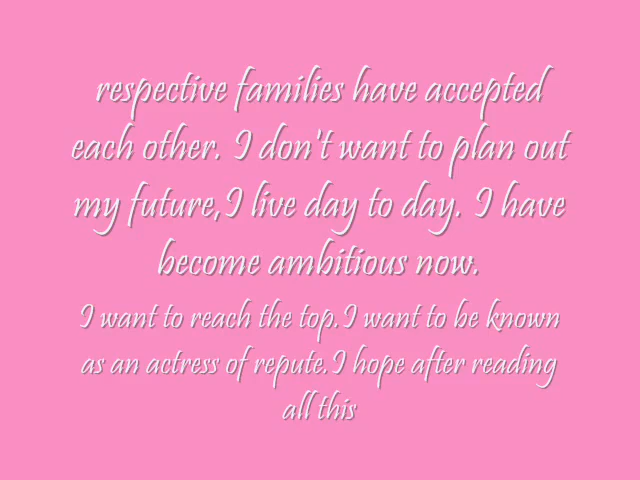 respective families have accepted
each other. I don't want to plan out
my future,I live day to day. I have
become ambitious now.
I want to reach the top.I want to be known
as an actress of repute.I hope after reading
all this